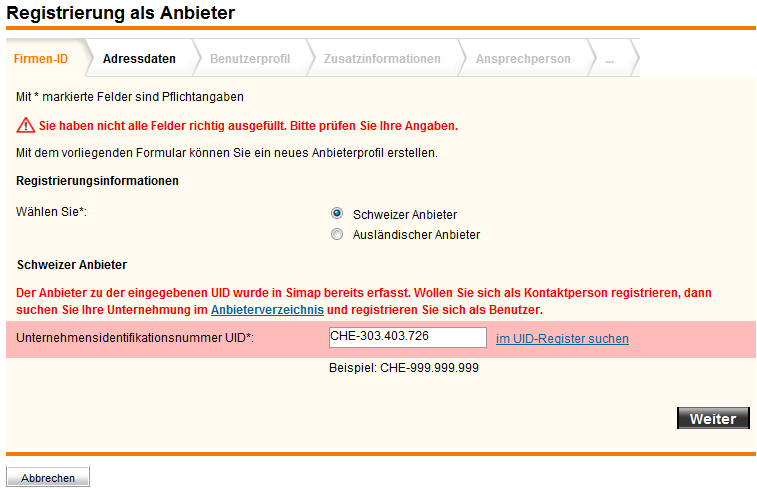 Registrierung als Anbieter
Firmen-ID Adressdaten Benutzerprofil Zusatzinformationen Ansprechperson ...
Mit * markierte Felder sind Pflichtangaben
Sie haben nicht alle Felder richtig ausgefüllt. Bitte prüfen Sie Ihre Angaben.
Mit dem vorliegenden Formular können Sie ein neues Anbieterprofil erstellen.
Registrierungsinformationen
Wählen Sie*: Schweizer Anbieter
Ausländischer Anbieter
Schweizer Anbieter
Der Anbieter zu der eingegebenen UID wurde in Simap bereits erfasst. Wollen Sie sich als Kontaktperson registrieren, dann
suchen Sie Ihre Unternehmung im Anbieterverzeichnis und registrieren Sie sich als Benutzer.
Unternehmensidentifikationsnummer UID*: CHE-303.403.726 im UID-Register suchen
Beispiel: CHE-999.999.999
Weiter
Abbrechen